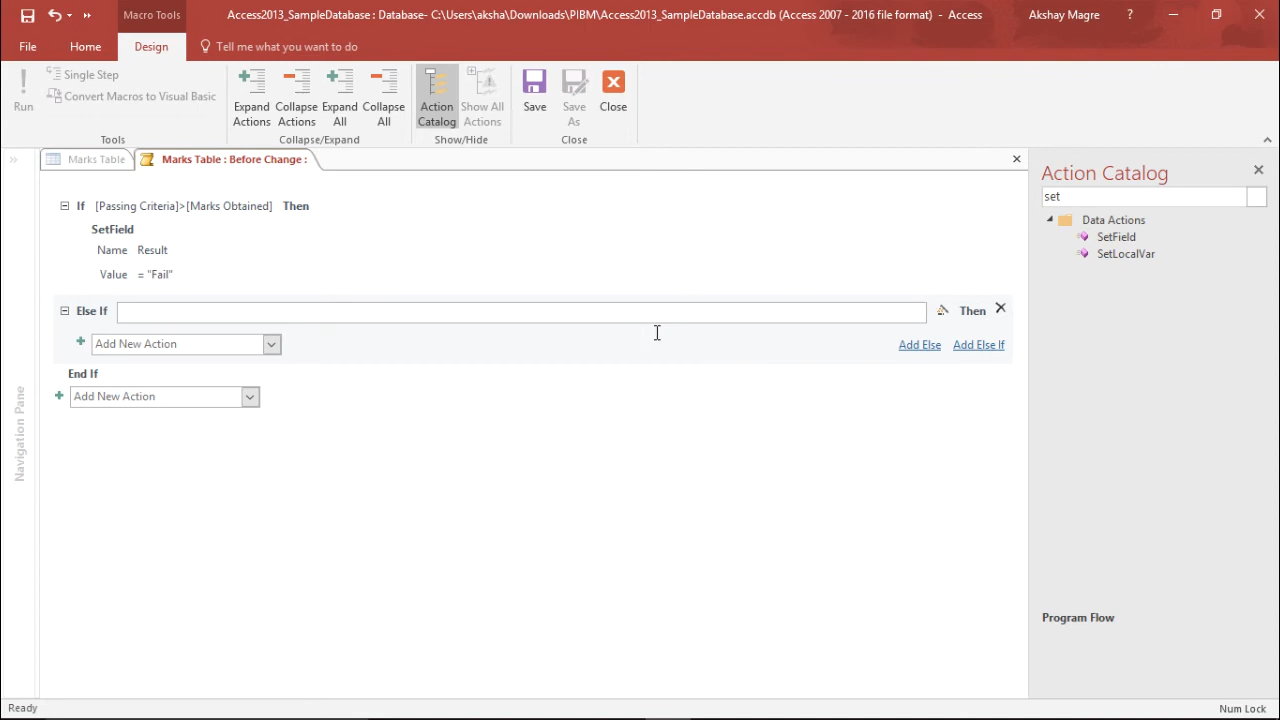 Macro Tools
Access2013_SampleDatabase : Database- C:\Users\aksha\Downloads\PIBM\Access2013_SampleDatabase.accdb (Access 2007 - 2016 file format) - Access
Akshay Magre
?
File
Home
Design
Tell me what you want to do
Run
Single Step
Convert Macros to Visual Basic
Tools
Expand Actions
Collapse Actions
Expand All
Collapse All
Collapse/Expand
Action Catalog
Show All Actions
Show/Hide
Save
Save As
Close
Close
Marks Table
Marks Table : Before Change :
If [Passing Criteria]>[Marks Obtained] Then
SetField
Name Result
Value = "Fail"
Else If
Then
Add New Action
Add Else Add Else If
End If
Add New Action
Navigation Pane
Action Catalog
set
Data Actions
SetField
SetLocalVar
Program Flow
Ready
Num Lock